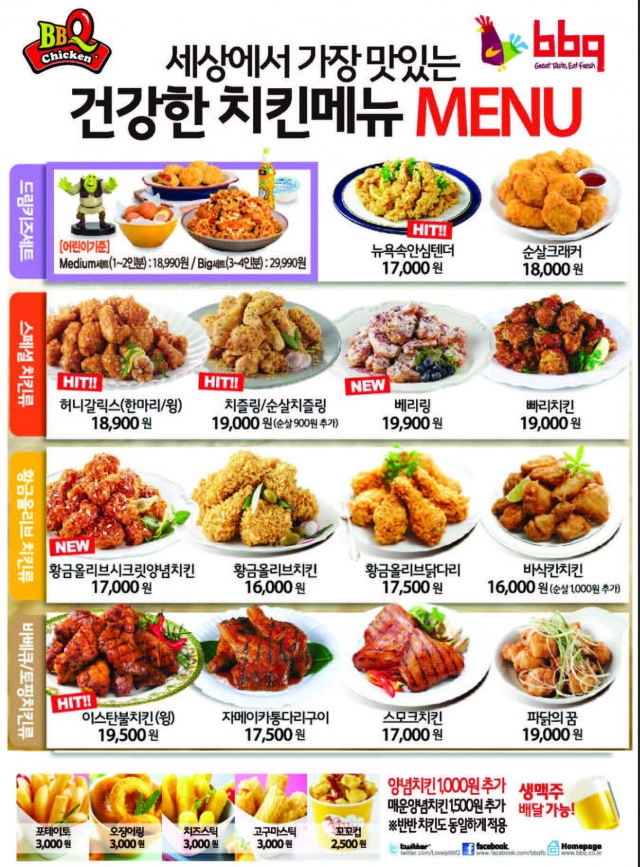 BBQ
Chicken
bbq
Great Taste, Eat Fresh
세상에서 가장 맛있는
건강한 치킨메뉴 MENU
드림키즈세트
[어린이기준]
Medium세트(1~2인분) : 18,990원 / Big세트(3~4인분) : 29,990원
HIT!!
뉴욕속안심텐더
17,000 원
순살크래커
18,000 원
스페셜 치킨류
HIT!!
허니갈릭스(한마리/윙)
18,900 원
HIT!!
치즐링/순살치즐링
19,000 원(순살 900원 추가)
NEW
베리링
19,900 원
빠리치킨
19,000 원
황금올리브 치킨류
NEW
황금올리브시크릿양념치킨
17,000 원
황금올리브치킨
16,000 원
황금올리브닭다리
17,500 원
바삭칸치킨
16,000 원(순살 1,000원 추가)
바베큐/토핑치킨류
HIT!!
이스탄불치킨(윙)
19,500 원
자메이카통다리구이
17,500 원
스모크치킨
17,000 원
파닭의 꿈
19,000 원
포테이토
3,000 원
오징어링
3,000 원
치즈스틱
3,000 원
고구마스틱
3,000 원
꼬꼬컵
2,500 원
양념치킨 1,000원 추가
매운양념치킨 1,500원 추가
※반반 치킨도 동일하게 적용
생맥주
배달 가능!
twitter
twitter.com/LovelyBBQ
facebook.
www.facebook.com/bbqfb
Homepage
www.bbq.co.kr